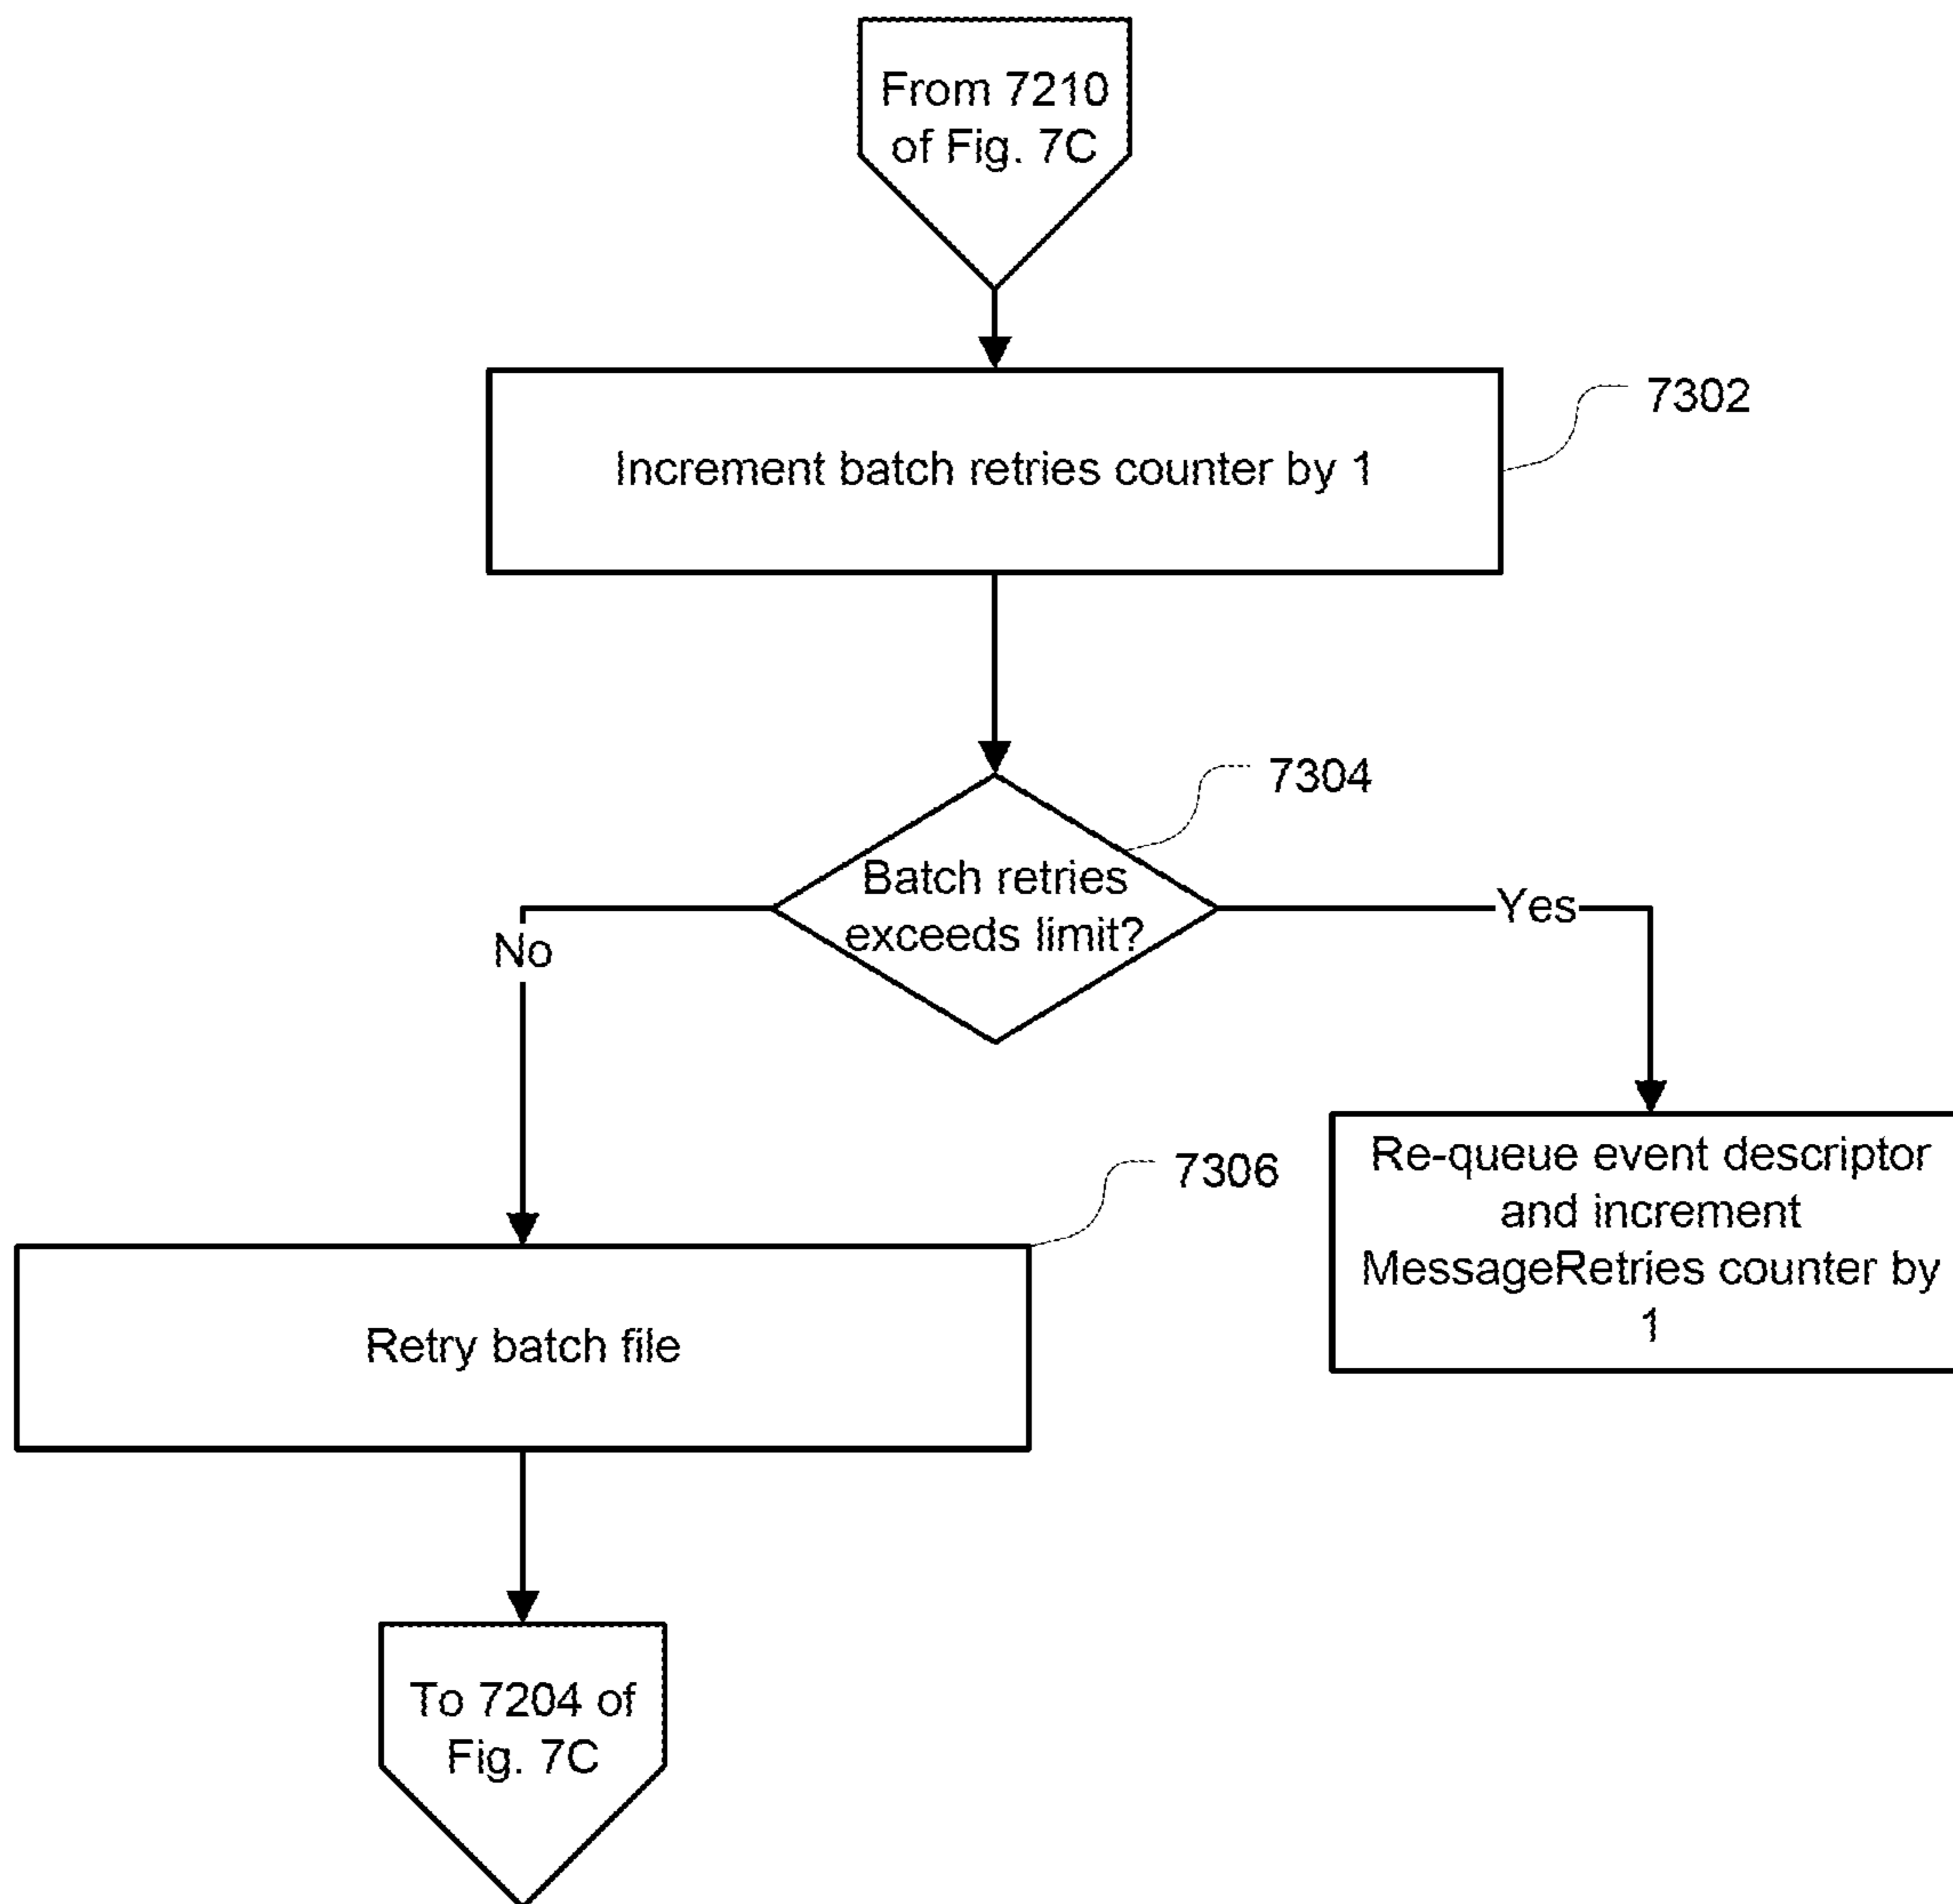 From 7210
of Fig. 7C
Increment batch retries counter by 1
7302
7304
Batch retries
exceeds limit?
No
Yes
Re-queue event descriptor
and increment
MessageRetries counter by
1
7306
Retry batch file
To 7204 of
Fig. 7C